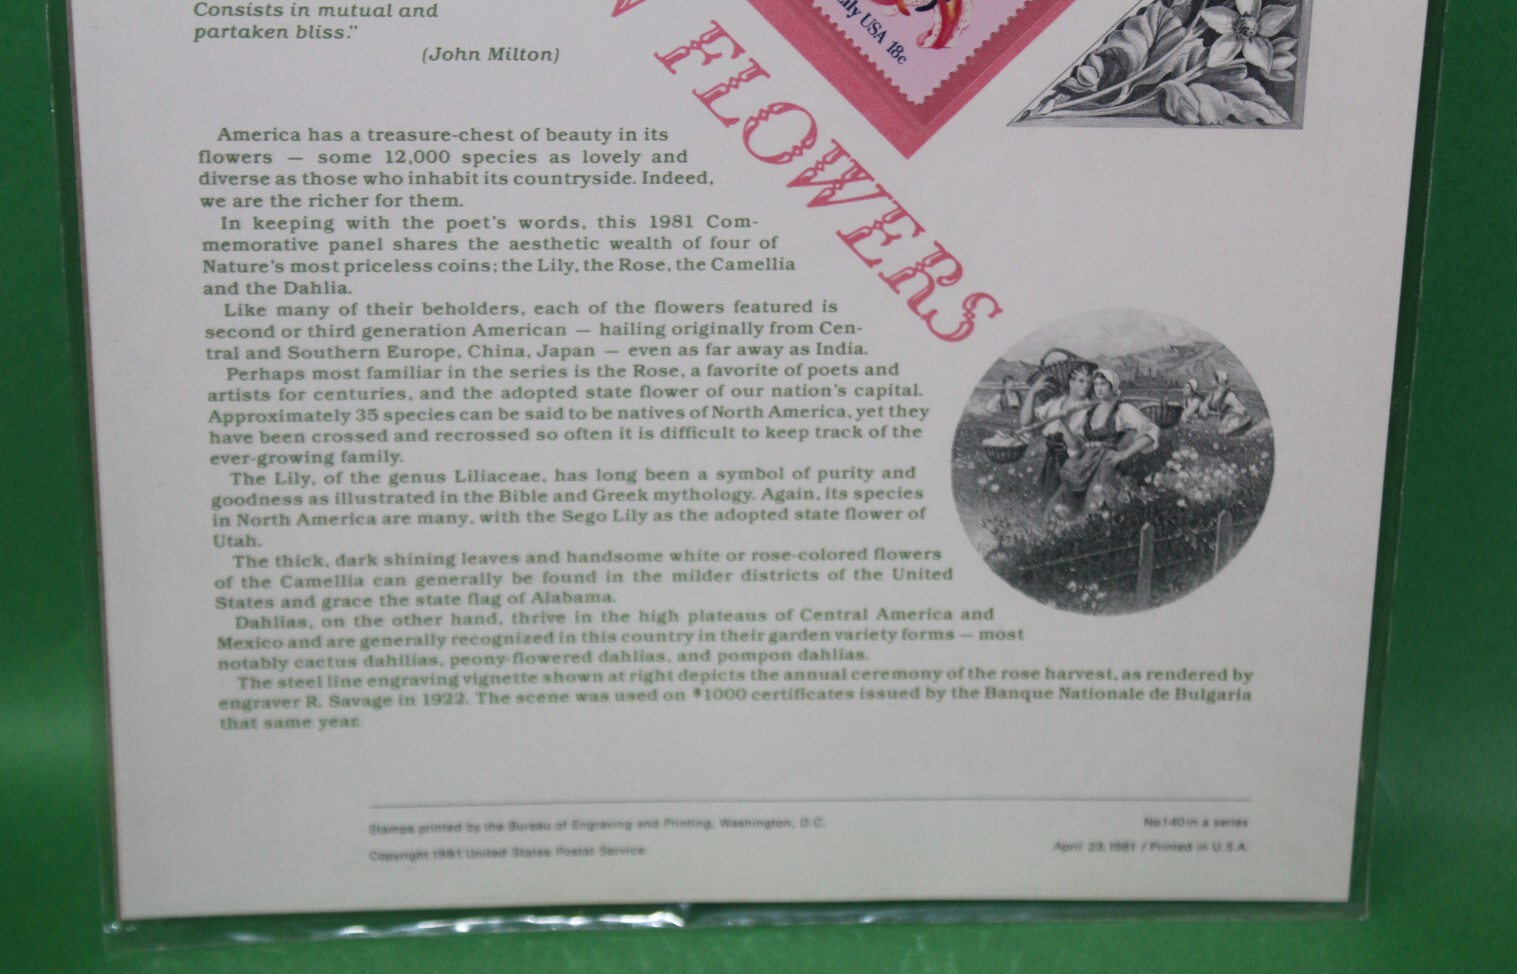 Consists in mutual and
partaken bliss."
(John Milton)
Lily USA 18c
FLOWERS
America has a treasure-chest of beauty in its
flowers — some 12,000 species as lovely and
diverse as those who inhabit its countryside. Indeed,
we are the richer for them.
In keeping with the poet's words, this 1981 Com-
memorative panel shares the aesthetic wealth of four of
Nature's most priceless coins; the Lily, the Rose, the Camellia
and the Dahlia.
Like many of their beholders, each of the flowers featured is
second or third generation American — hailing originally from Cen-
tral and Southern Europe, China, Japan — even as far away as India.
Perhaps most familiar in the series is the Rose, a favorite of poets and
artists for centuries, and the adopted state flower of our nation's capital.
Approximately 35 species can be said to be natives of North America, yet they
have been crossed and recrossed so often it is difficult to keep track of the
ever-growing family.
The Lily, of the genus Liliaceae, has long been a symbol of purity and
goodness as illustrated in the Bible and Greek mythology. Again, its species
in North America are many, with the Sego Lily as the adopted state flower of
Utah.
The thick, dark shining leaves and handsome white or rose-colored flowers
of the Camellia can generally be found in the milder districts of the United
States and grace the state flag of Alabama.
Dahlias, on the other hand, thrive in the high plateaus of Central America and
Mexico and are generally recognized in this country in their garden variety forms — most
notably cactus dahilias, peony-flowered dahlias, and pompon dahlias.
The steel line engraving vignette shown at right depicts the annual ceremony of the rose harvest, as rendered by
engraver R. Savage in 1922. The scene was used on $1000 certificates issued by the Banque Nationale de Bulgaria
that same year.
Stamps printed by the Bureau of Engraving and Printing, Washington, D.C.
No.140 in a series
Copyright 1981 United States Postal Service
April 23, 1981 / Printed in U.S.A.